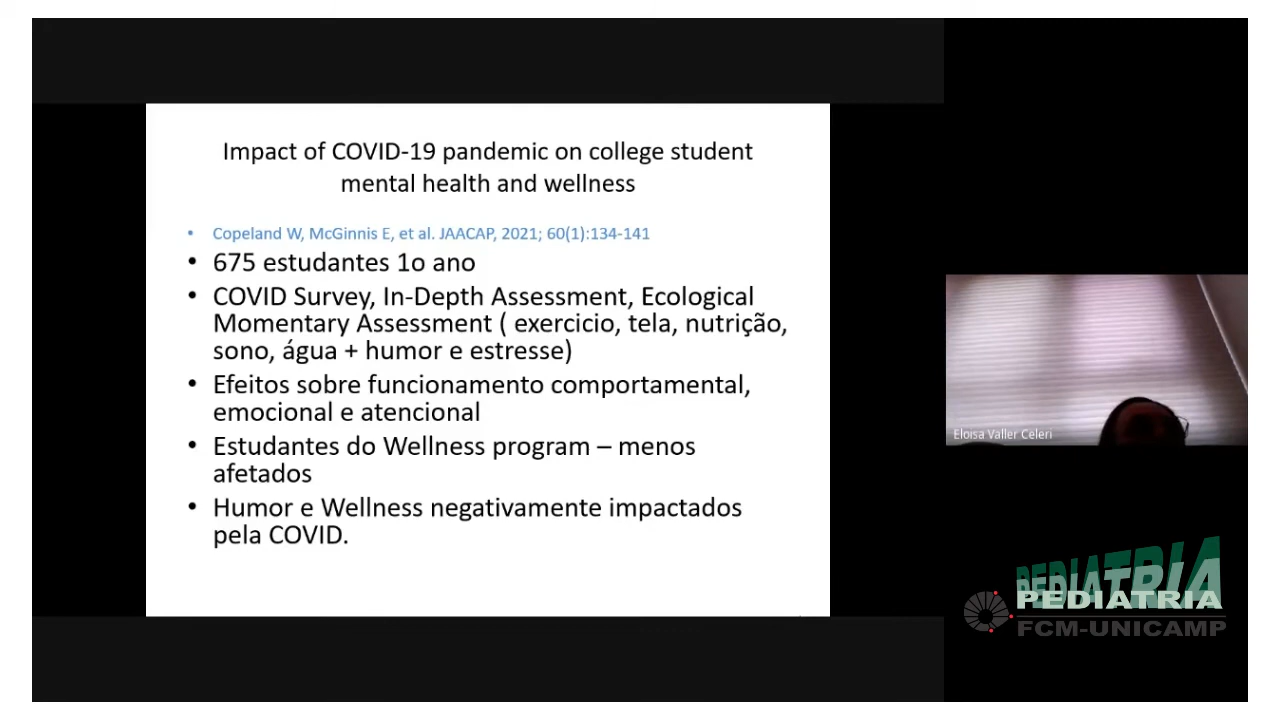 Impact of COVID-19 pandemic on college student
mental health and wellness
• Copeland W, McGinnis E, et al. JAACAP, 2021; 60(1):134-141
• 675 estudantes 1o ano
• COVID Survey, In-Depth Assessment, Ecological
Momentary Assessment ( exercicio, tela, nutrição,
sono, água + humor e estresse)
• Efeitos sobre funcionamento comportamental,
emocional e atencional
• Estudantes do Wellness program – menos
afetados
• Humor e Wellness negativamente impactados
pela COVID.
Eloisa Valler Celeri
PEDIATRIA
PEDIATRIA
FCM-UNICAMP